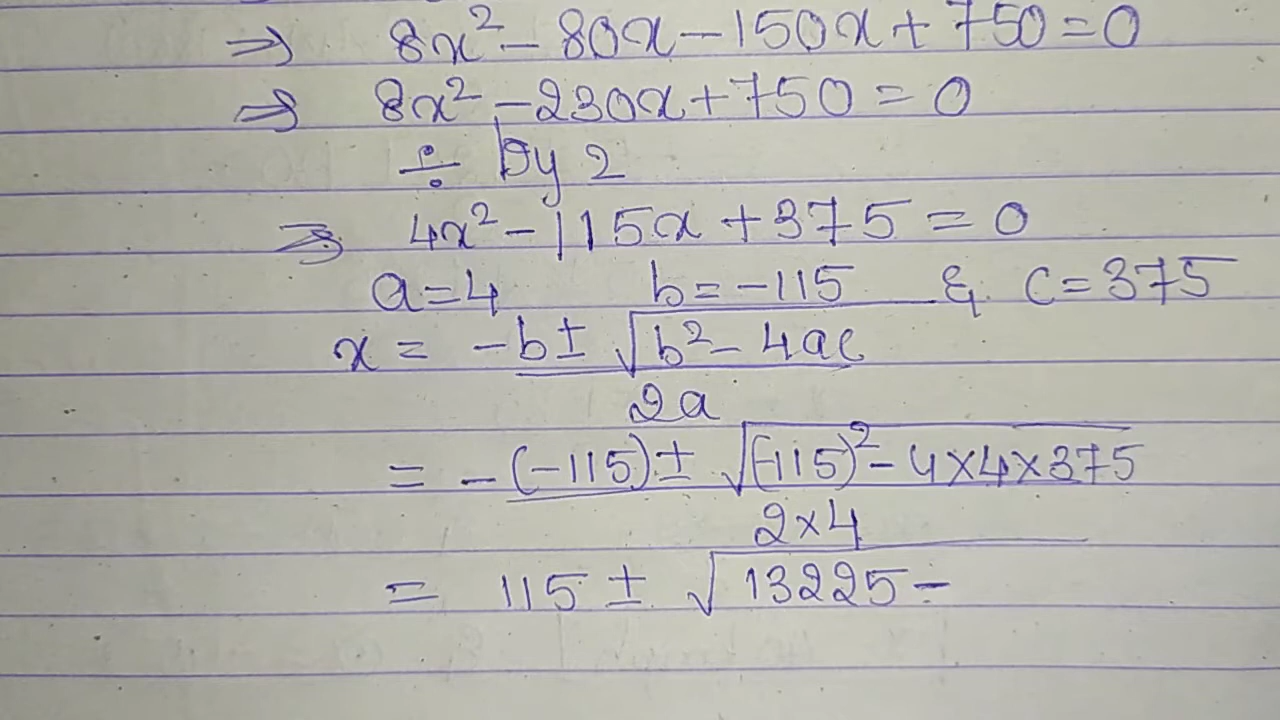 ⇒ 8x² - 80x - 150x + 750 = 0
⇒ 8x² - 230x + 750 = 0
÷ by 2
⇒ 4x² - 115x + 375 = 0
a = 4 b = -115 & c = 375
x = -b ± √b² - 4ac
2a
= -(-115) ± √(-115)² - 4×4×375
2×4
= 115 ± √13225 -